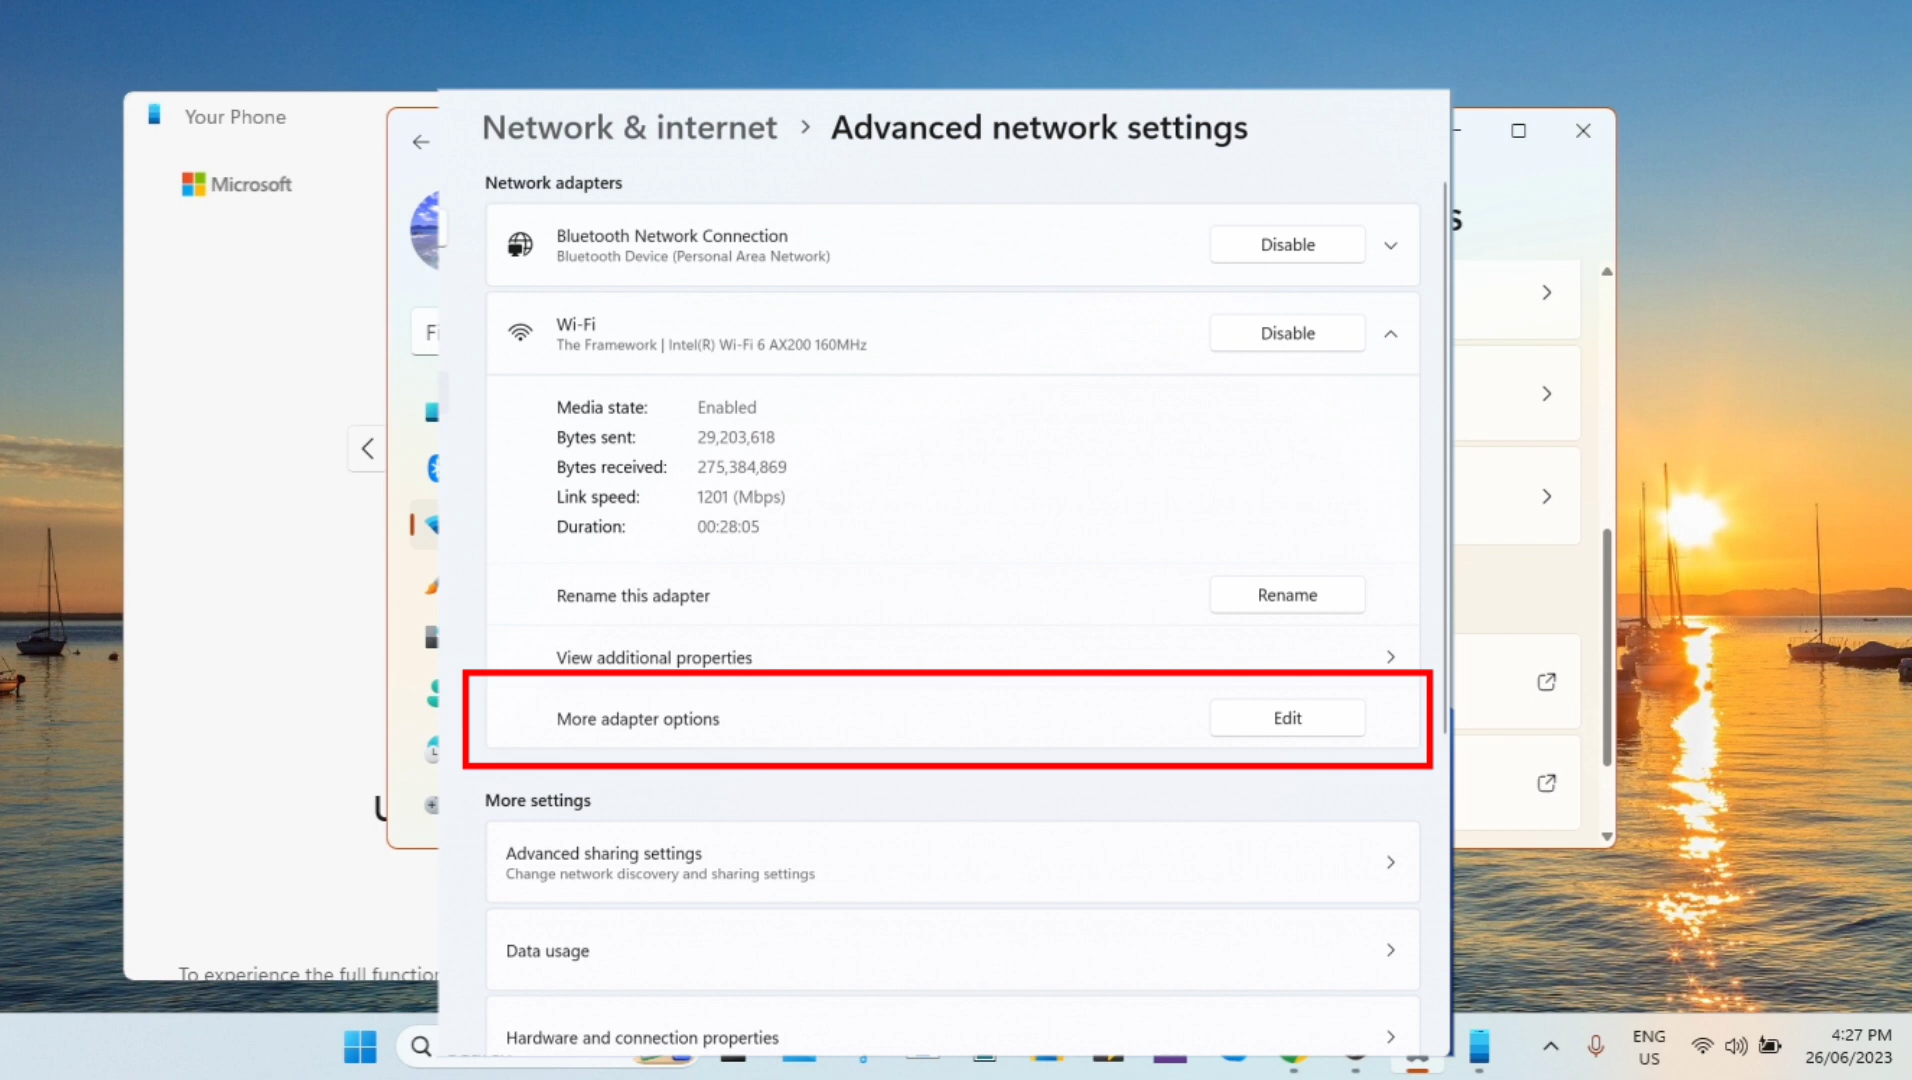 Your Phone
Microsoft
Network & internet > Advanced network settings
Network adapters
Bluetooth Network Connection
Bluetooth Device (Personal Area Network)
Disable
Wi-Fi
The Framework | Intel(R) Wi-Fi 6 AX200 160MHz
Disable
Media state: Enabled
Bytes sent: 29,203,618
Bytes received: 275,384,869
Link speed: 1201 (Mbps)
Duration: 00:28:05
Rename this adapter
Rename
View additional properties
More adapter options
Edit
More settings
Advanced sharing settings
Change network discovery and sharing settings
Data usage
Hardware and connection properties
Fi
s
U
To experience the full function
ENG
US
4:27 PM
26/06/2023